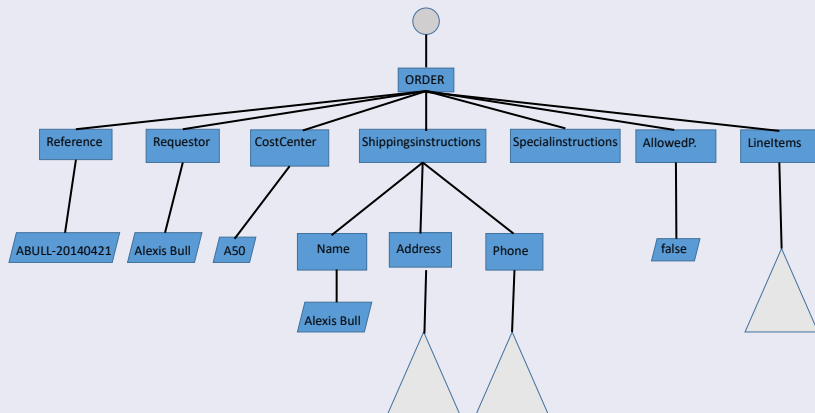 ORDER
Reference
Requestor
CostCenter
Shippingsinstructions
Specialinstructions
AllowedP.
LineItems
ABULL-20140421
Alexis Bull
A50
Name
Address
Phone
false
Alexis Bull